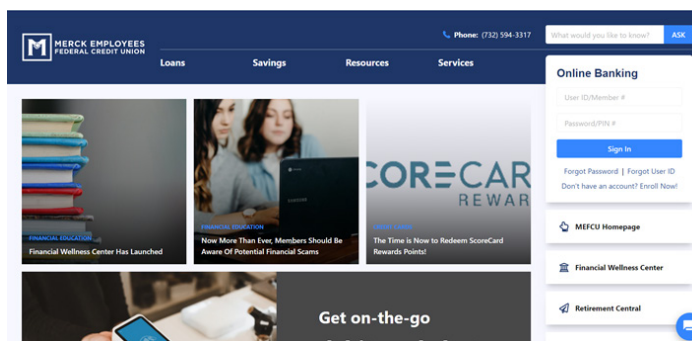 MERCK EMPLOYEES
FEDERAL CREDIT UNION
Phone: (732) 594-3317
What would you like to know?
ASK
Loans
Savings
Resources
Services
Online Banking
User ID/Member #
Password/PIN #
Sign In
Forgot Password | Forgot User ID
Don't have an account? Enroll Now!
FINANCIAL EDUCATION
Financial Wellness Center Has Launched
FINANCIAL EDUCATION
Now More Than Ever, Members Should Be
Aware Of Potential Financial Scams
SAMSUNG
CORECAR
REWAR
The Time is Now to Redeem ScoreCard
Rewards Points!
MEFCU Homepage
Financial Wellness Center
Retirement Central
Get on-the-go